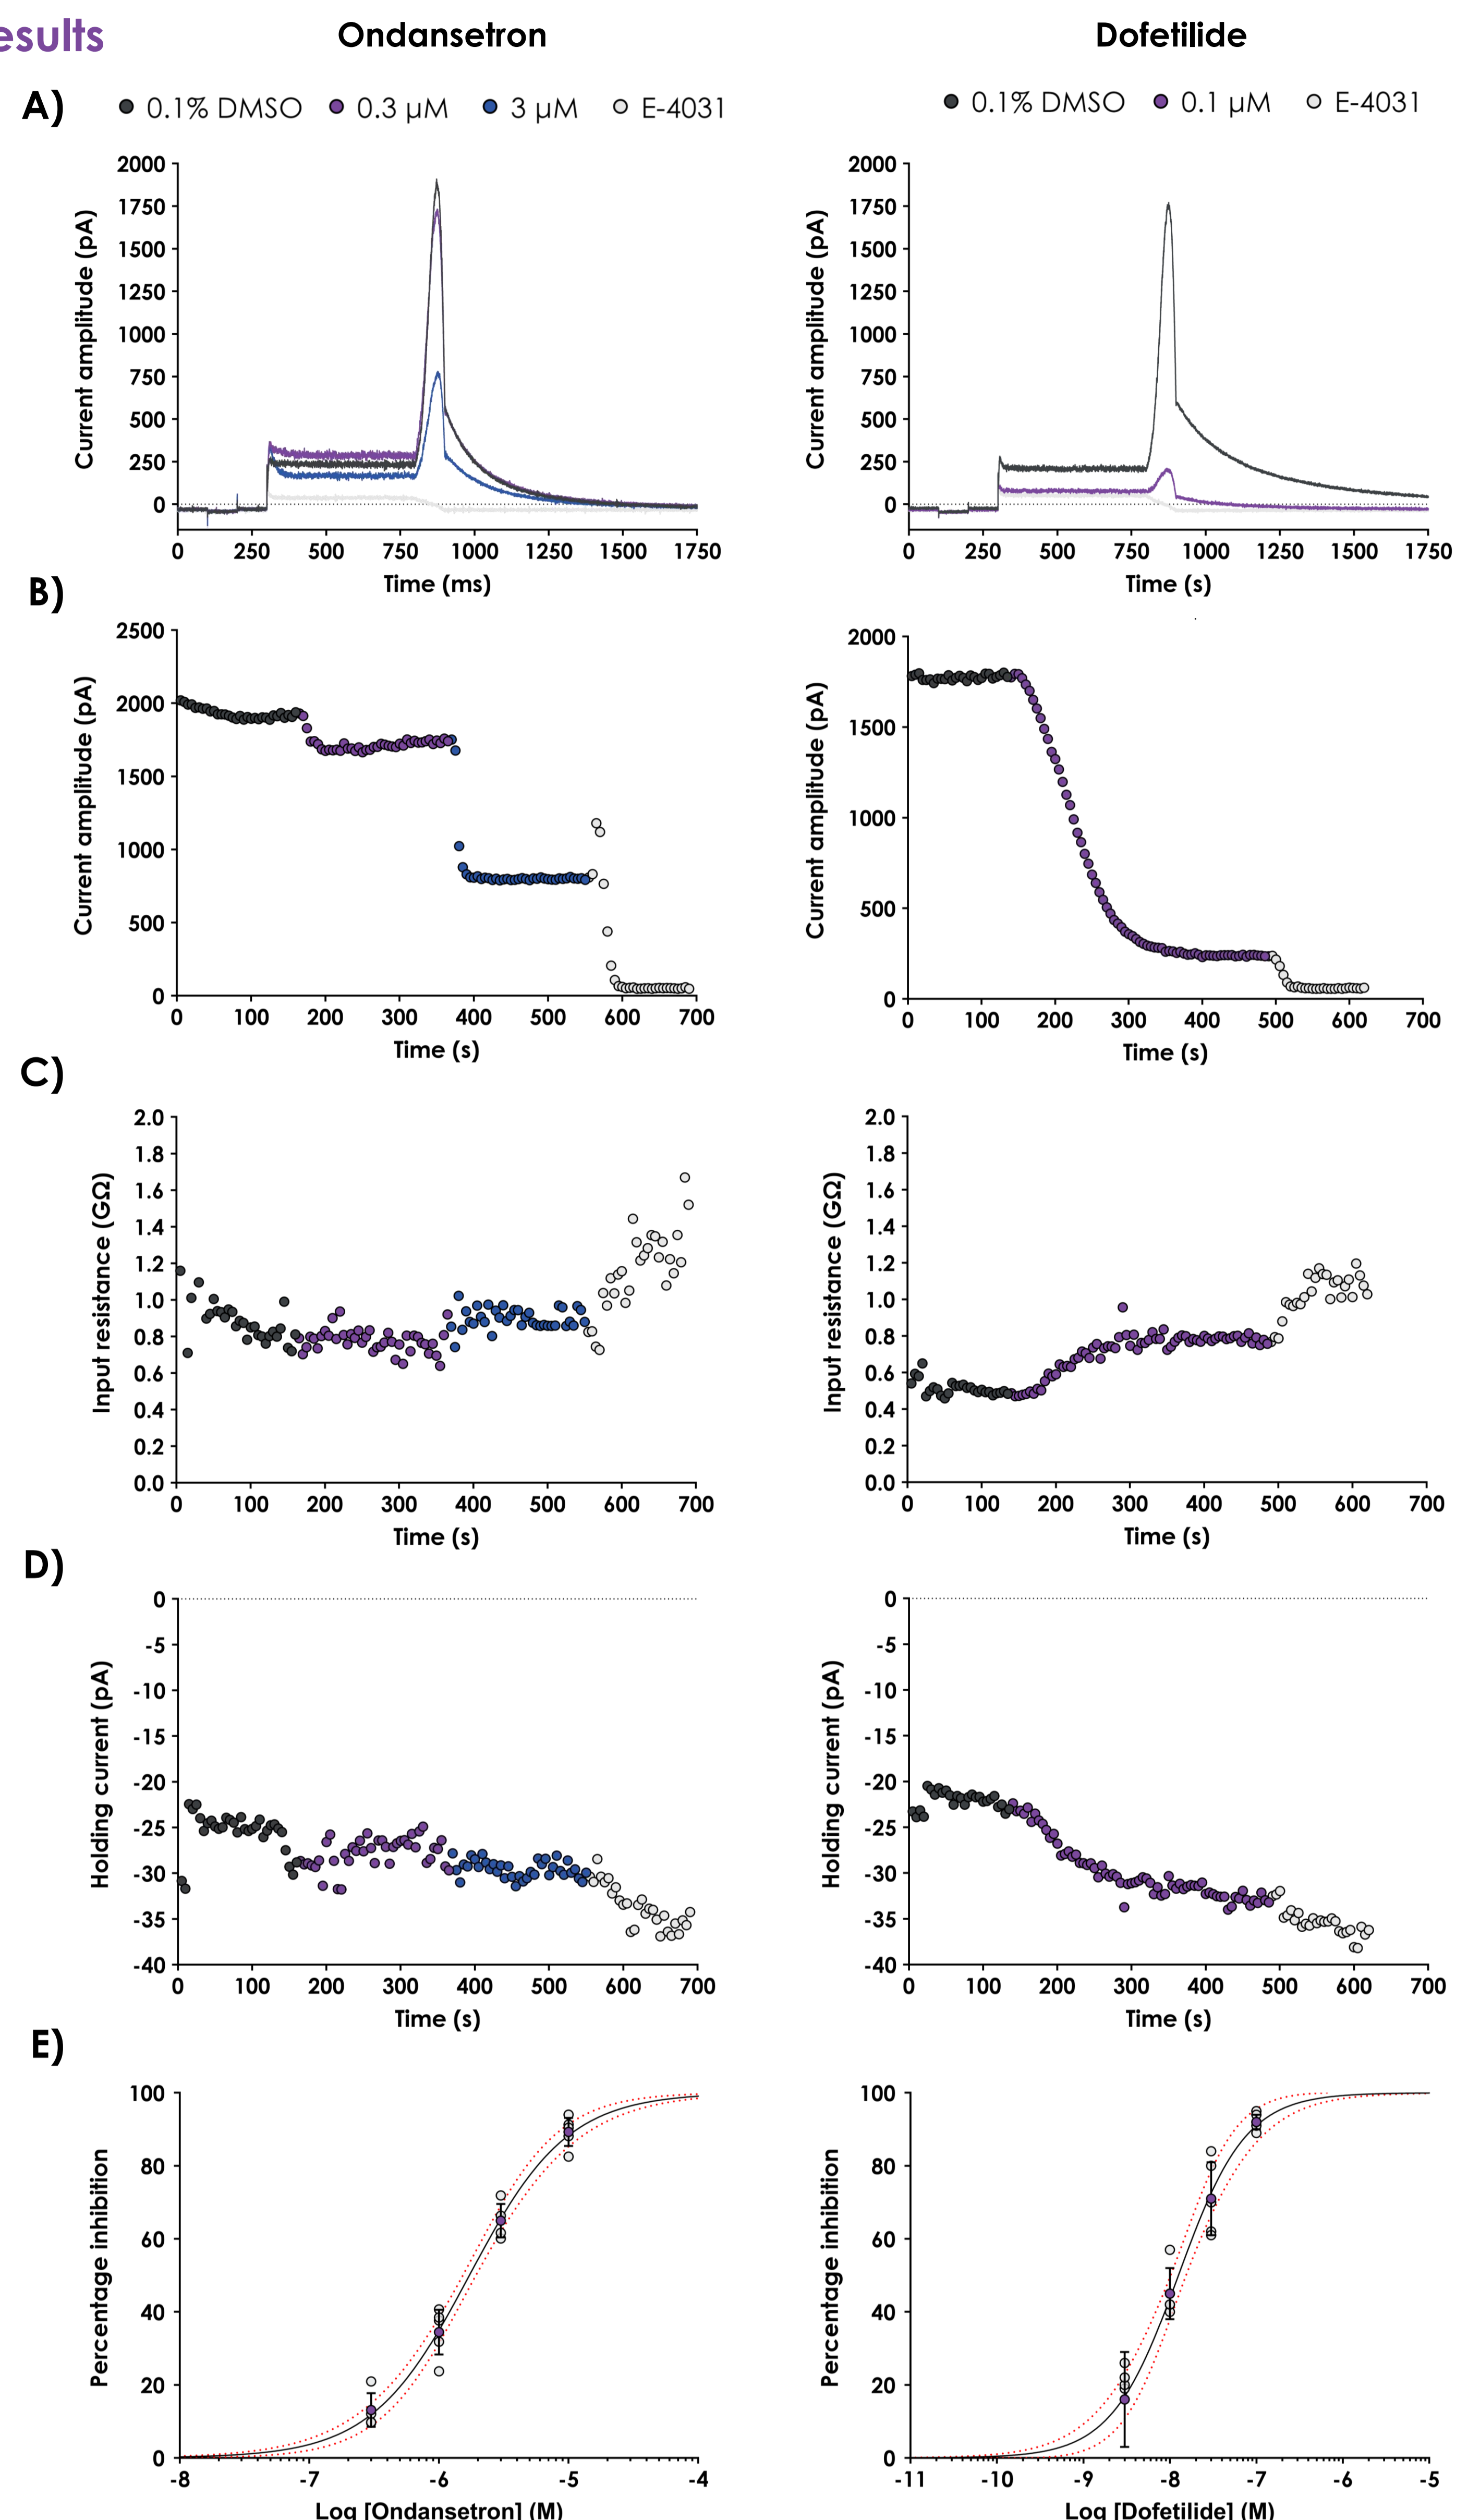 esults
Ondansetron
Dofetilide
A)
0.1% DMSO 0.3 µM 3 µM E-4031
0.1% DMSO 0.1 µM E-4031
Current amplitude (pA)
2000
1750
1500
1250
1000
750
500
250
0
0 250 500 750 1000 1250 1500 1750
Time (ms)
Current amplitude (pA)
2000
1750
1500
1250
1000
750
500
250
0
0 250 500 750 1000 1250 1500 1750
Time (s)
B)
Current amplitude (pA)
2500
2000
1500
1000
500
0
0 100 200 300 400 500 600 700
Time (s)
Current amplitude (pA)
2000
1500
1000
500
0
0 100 200 300 400 500 600 700
Time (s)
C)
Input resistance (GΩ)
2.0
1.8
1.6
1.4
1.2
1.0
0.8
0.6
0.4
0.2
0.0
0 100 200 300 400 500 600 700
Time (s)
Input resistance (GΩ)
2.0
1.8
1.6
1.4
1.2
1.0
0.8
0.6
0.4
0.2
0.0
0 100 200 300 400 500 600 700
Time (s)
D)
Holding current (pA)
0
-5
-10
-15
-20
-25
-30
-35
-40
0 100 200 300 400 500 600 700
Time (s)
Holding current (pA)
0
-5
-10
-15
-20
-25
-30
-35
-40
0 100 200 300 400 500 600 700
Time (s)
E)
Percentage inhibition
100
80
60
40
20
0
-8 -7 -6 -5 -4
Log [Ondansetron] (M)
Percentage inhibition
100
80
60
40
20
0
-11 -10 -9 -8 -7 -6 -5
Log [Dofetilide] (M)